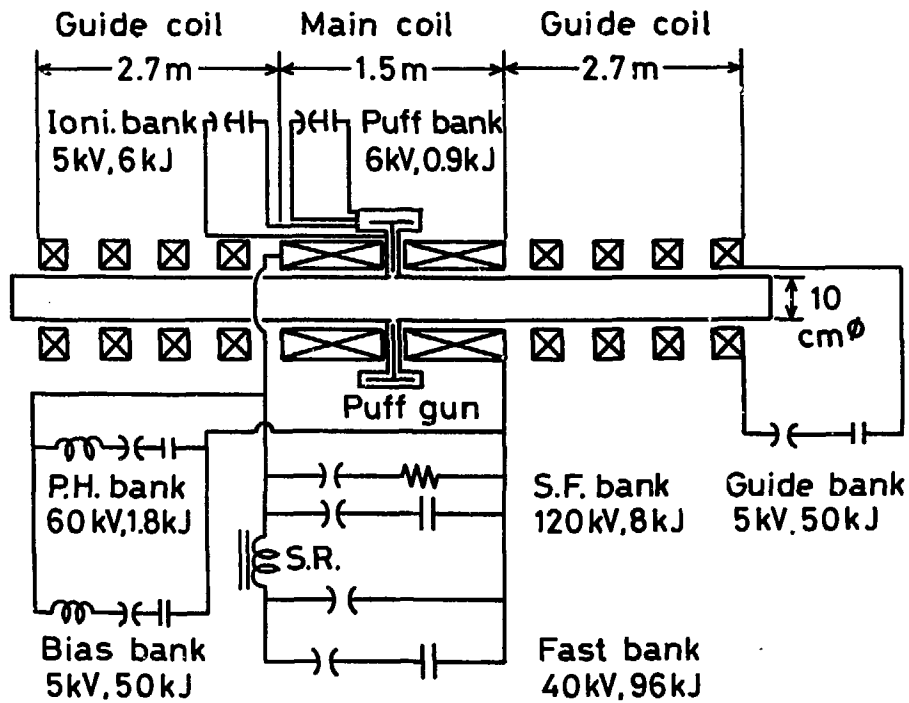 Guide coil
Main coil
Guide coil
2.7m
1.5m
2.7m
Ioni. bank
5kV,6kJ
Puff bank
6kV,0.9kJ
10
cmφ
Puff gun
P.H. bank
60kV,1.8kJ
S.F. bank
120kV,8kJ
Guide bank
5kV,50kJ
S.R.
Bias bank
5kV,50kJ
Fast bank
40kV,96kJ